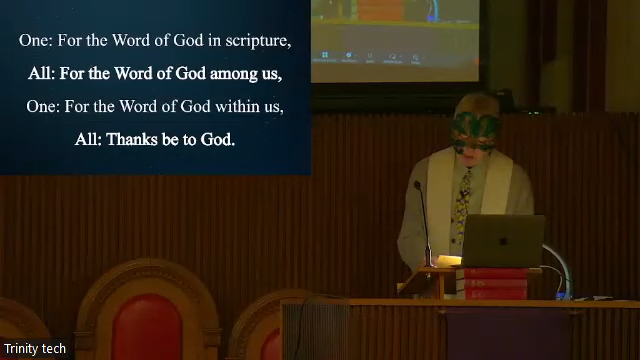 One: For the Word of God in scripture,
All: For the Word of God among us,
One: For the Word of God within us,
All: Thanks be to God.
Trinity tech